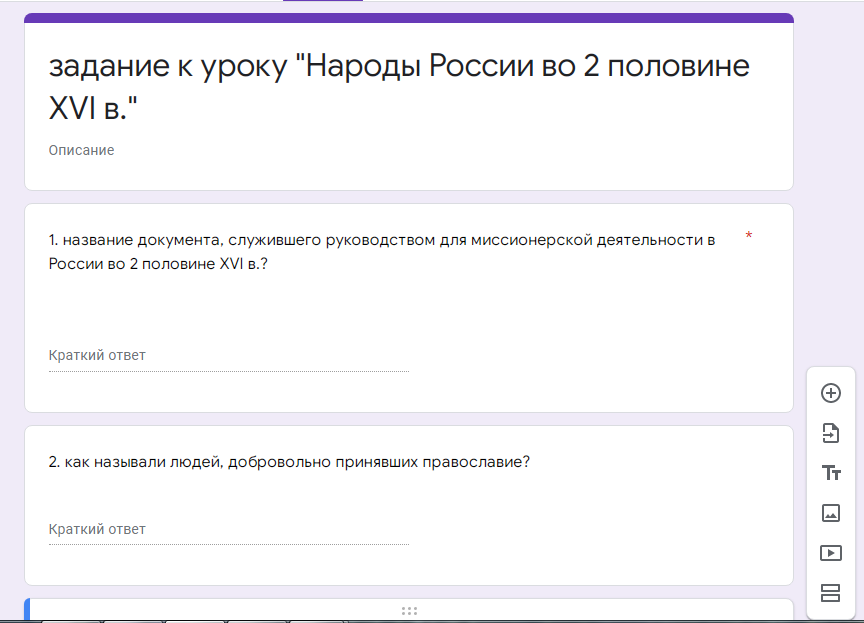 задание к уроку "Народы России во 2 половине
XVI в."
Описание
1. название документа, служившего руководством для миссионерской деятельности в *
России во 2 половине XVI в.?
Краткий ответ
2. как называли людей, добровольно принявших православие?
Краткий ответ